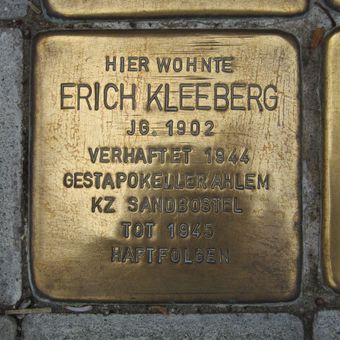 HIER WOHNTE
ERICH KLEEBERG
JG. 1902
VERHAFTET 1944
GESTAPOKELLER AHLEM
KZ SANDBOSTEL
TOT 1945
HAFTFOLGEN